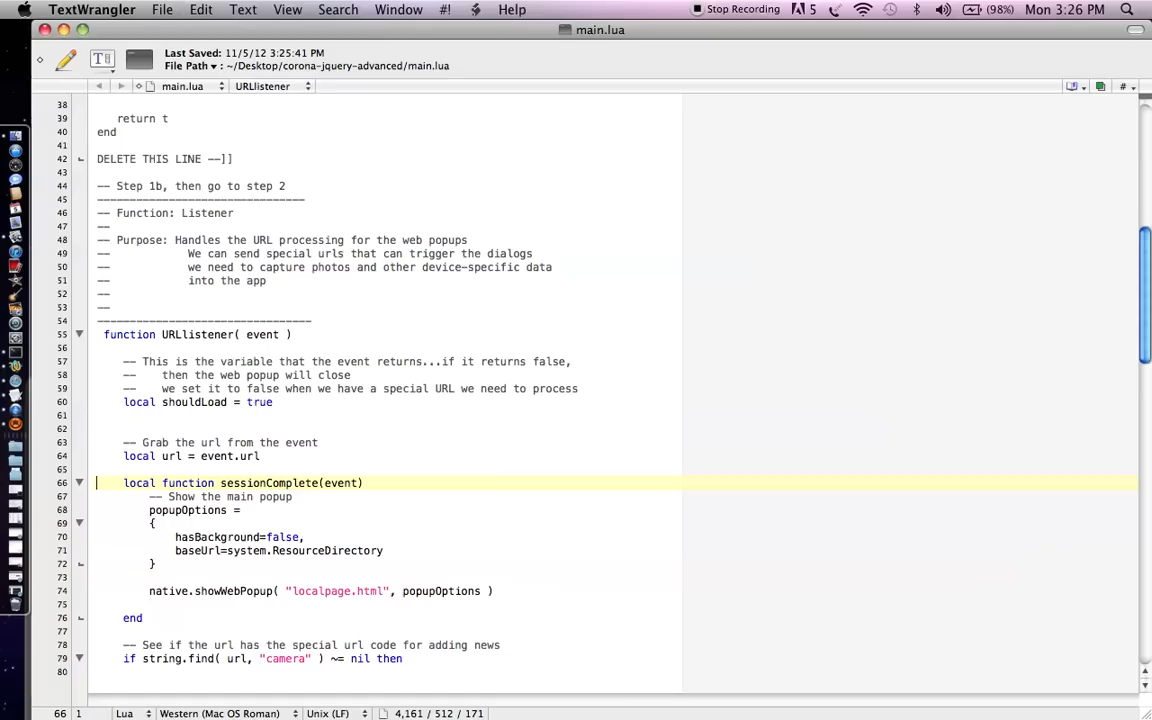 TextWrangler File Edit Text View Search Window #! Help Stop Recording 5 (98%) Mon 3:26 PM
main.lua
Last Saved: 11/5/12 3:25:41 PM
File Path ▾ : ~/Desktop/corona-jquery-advanced/main.lua
main.lua URLlistener #
38
39 return t
40 end
41
42 DELETE THIS LINE --]]
43
44 -- Step 1b, then go to step 2
45 --------------------------------
46 -- Function: Listener
47 --
48 -- Purpose: Handles the URL processing for the web popups
49 -- We can send special urls that can trigger the dialogs
50 -- we need to capture photos and other device-specific data
51 -- into the app
52 --
53 --
54 ---------------------------------
55 function URLlistener( event )
56
57 -- This is the variable that the event returns...if it returns false,
58 -- then the web popup will close
59 -- we set it to false when we have a special URL we need to process
60 local shouldLoad = true
61
62
63 -- Grab the url from the event
64 local url = event.url
65
66 local function sessionComplete(event)
67 -- Show the main popup
68 popupOptions =
69 {
70 hasBackground=false,
71 baseUrl=system.ResourceDirectory
72 }
73
74 native.showWebPopup( "localpage.html", popupOptions )
75
76 end
77
78 -- See if the url has the special url code for adding news
79 if string.find( url, "camera" ) ~= nil then
80
66 1 Lua Western (Mac OS Roman) Unix (LF) 4,161 / 512 / 171